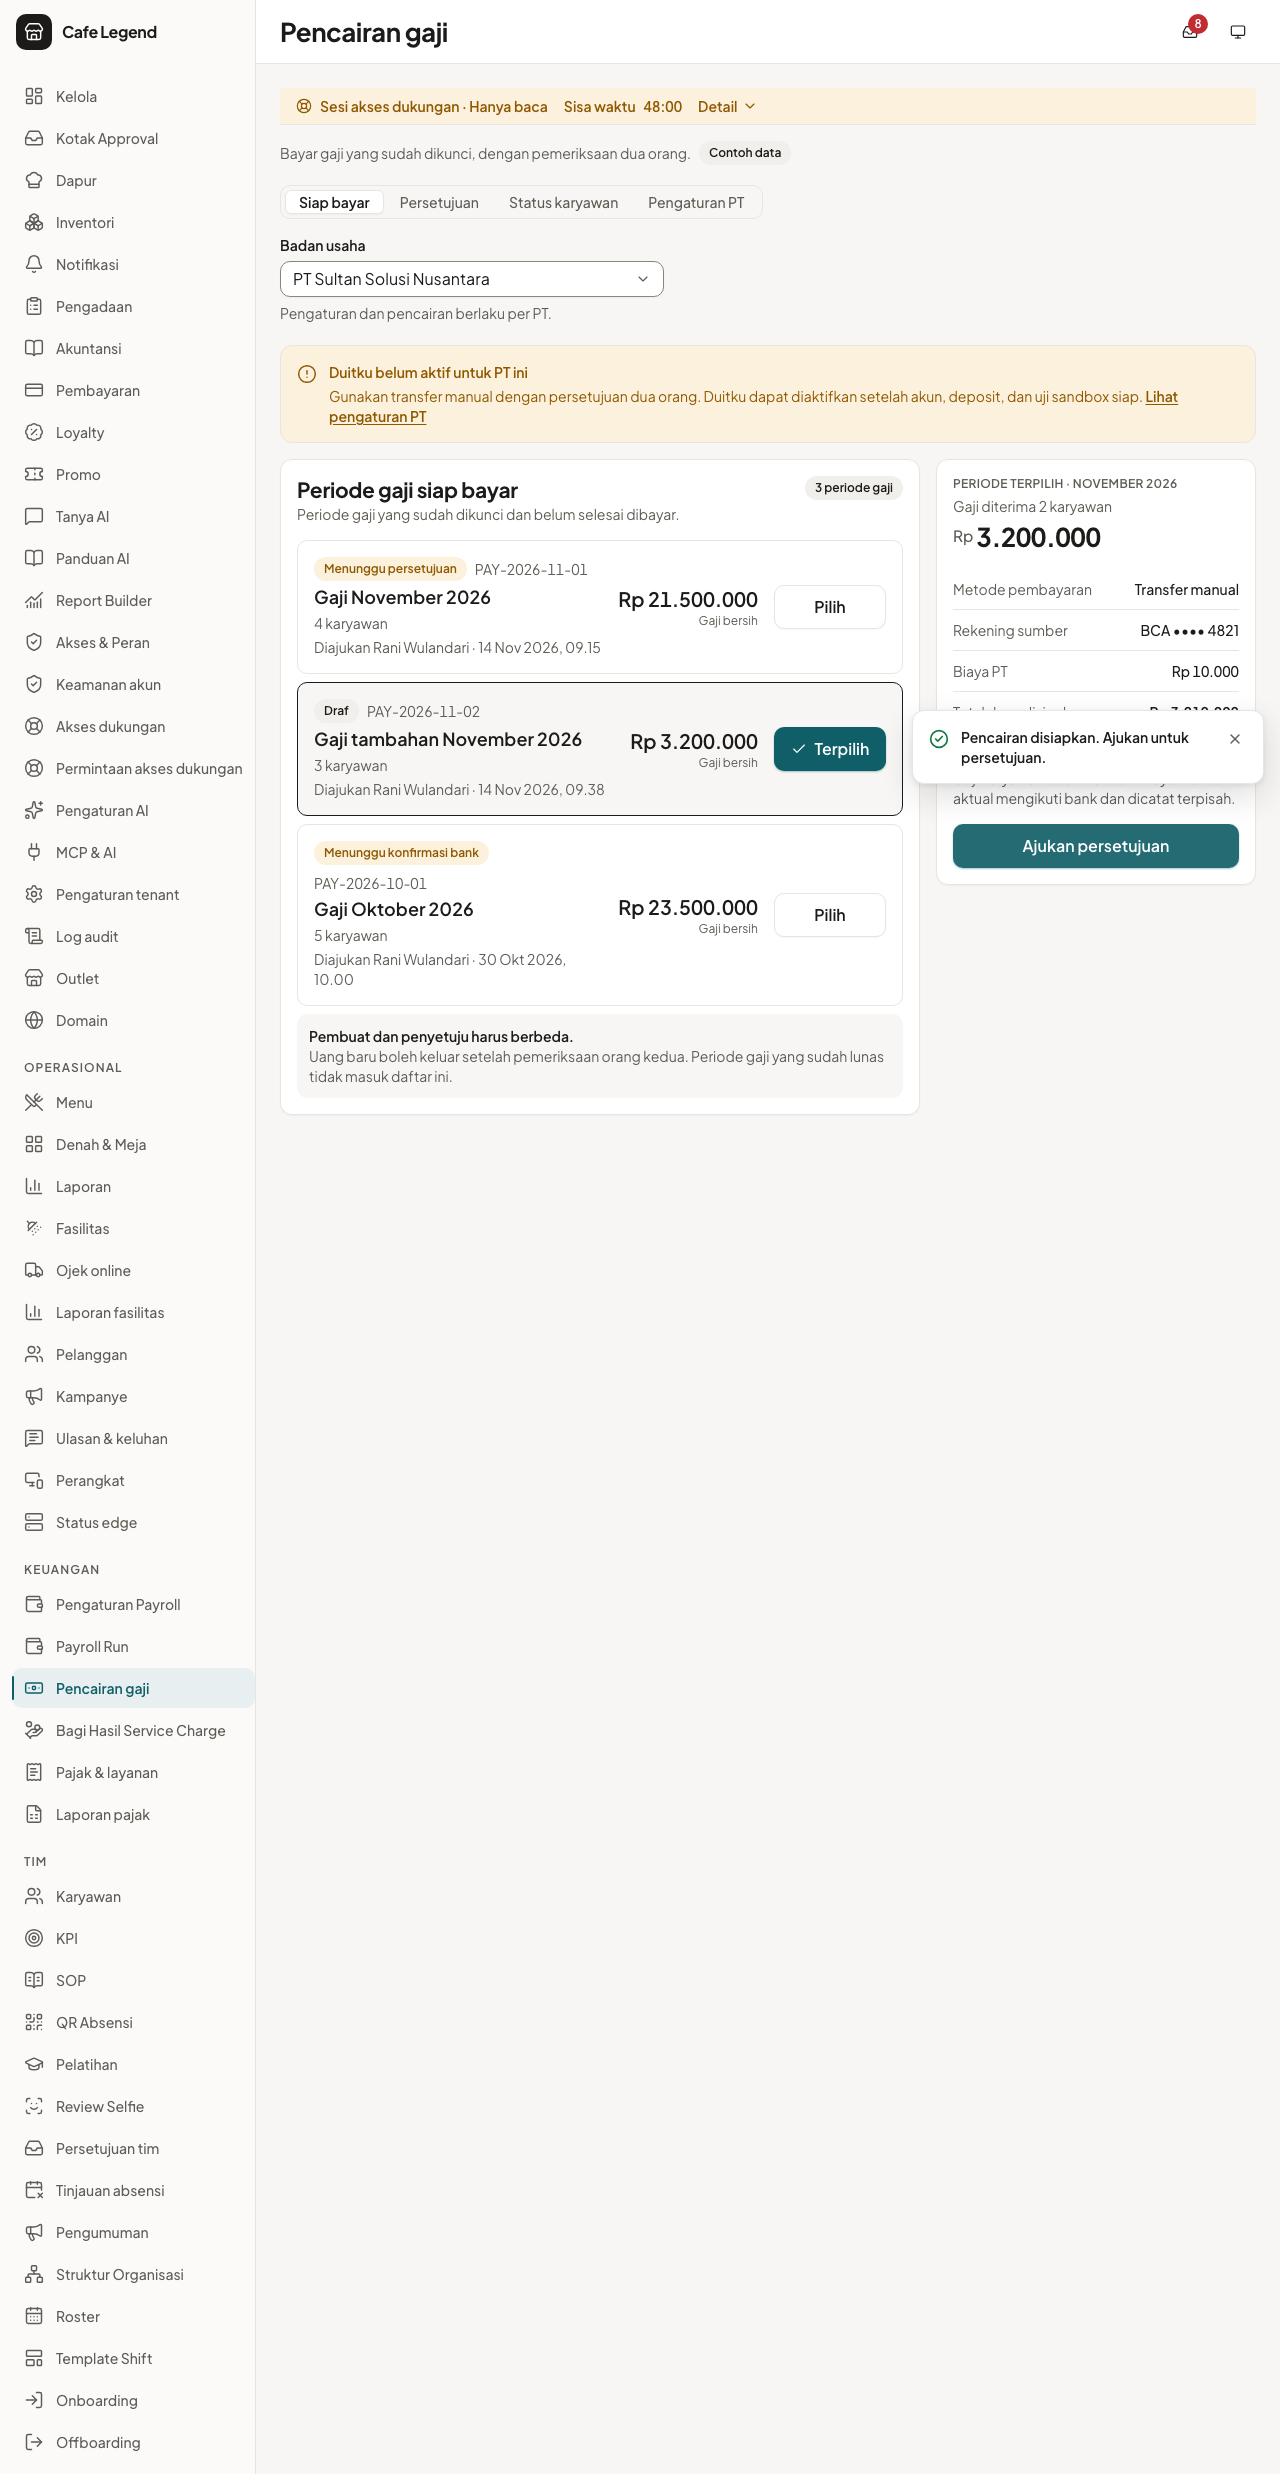 Cafe Legend
Kelola
Kotak Approval
Dapur
Inventori
Notifikasi
Pengadaan
Akuntansi
Pembayaran
Loyalty
Promo
Tanya AI
Panduan AI
Report Builder
Akses & Peran
Keamanan akun
Akses dukungan
Permintaan akses dukungan
Pengaturan AI
MCP & AI
Pengaturan tenant
Log audit
Outlet
Domain
OPERASIONAL
Menu
Denah & Meja
Laporan
Fasilitas
Ojek online
Laporan fasilitas
Pelanggan
Kampanye
Ulasan & keluhan
Perangkat
Status edge
KEUANGAN
Pengaturan Payroll
Payroll Run
Pencairan gaji
Bagi Hasil Service Charge
Pajak & layanan
Laporan pajak
TIM
Karyawan
KPI
SOP
QR Absensi
Pelatihan
Review Selfie
Persetujuan tim
Tinjauan absensi
Pengumuman
Struktur Organisasi
Roster
Template Shift
Onboarding
Offboarding
Pencairan gaji
8
Sesi akses dukungan · Hanya baca Sisa waktu 48:00 Detail
Bayar gaji yang sudah dikunci, dengan pemeriksaan dua orang. Contoh data
Siap bayar Persetujuan Status karyawan Pengaturan PT
Badan usaha
PT Sultan Solusi Nusantara
Pengaturan dan pencairan berlaku per PT.
Duitku belum aktif untuk PT ini
Gunakan transfer manual dengan persetujuan dua orang. Duitku dapat diaktifkan setelah akun, deposit, dan uji sandbox siap. Lihat
pengaturan PT
Periode gaji siap bayar
3 periode gaji
Periode gaji yang sudah dikunci dan belum selesai dibayar.
Menunggu persetujuan PAY-2026-11-01
Gaji November 2026
4 karyawan
Diajukan Rani Wulandari · 14 Nov 2026, 09.15
Rp 21.500.000
Gaji bersih
Pilih
Draf PAY-2026-11-02
Gaji tambahan November 2026
3 karyawan
Diajukan Rani Wulandari · 14 Nov 2026, 09.38
Rp 3.200.000
Gaji bersih
Terpilih
Menunggu konfirmasi bank
PAY-2026-10-01
Gaji Oktober 2026
5 karyawan
Diajukan Rani Wulandari · 30 Okt 2026,
10.00
Rp 23.500.000
Gaji bersih
Pilih
Pembuat dan penyetuju harus berbeda.
Uang baru boleh keluar setelah pemeriksaan orang kedua. Periode gaji yang sudah lunas
tidak masuk daftar ini.
PERIODE TERPILIH · NOVEMBER 2026
Gaji diterima 2 karyawan
Rp 3.200.000
Metode pembayaran Transfer manual
Rekening sumber BCA •••• 4821
Biaya PT Rp 10.000
Pencairan disiapkan. Ajukan untuk
persetujuan.
aktual mengikuti bank dan dicatat terpisah.
Ajukan persetujuan